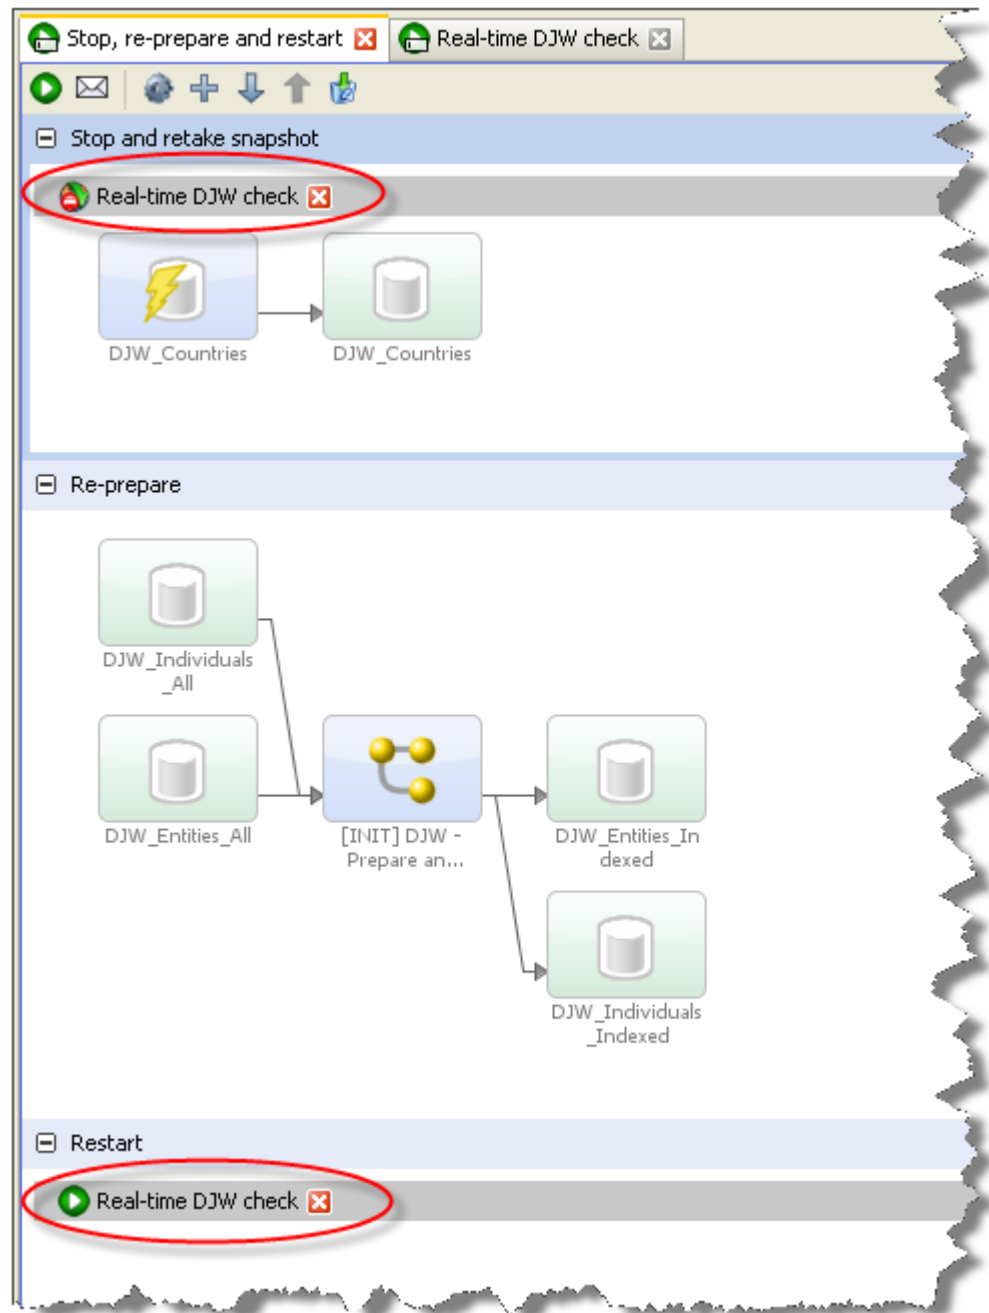 Stop, re-prepare and restart
Real-time DJW check
Stop and retake snapshot
Real-time DJW check
DJW_Countries
DJW_Countries
Re-prepare
DJW_Individuals
_All
DJW_Entities_All
[INIT] DJW -
Prepare an...
DJW_Entities_In
dexed
DJW_Individuals
_Indexed
Restart
Real-time DJW check